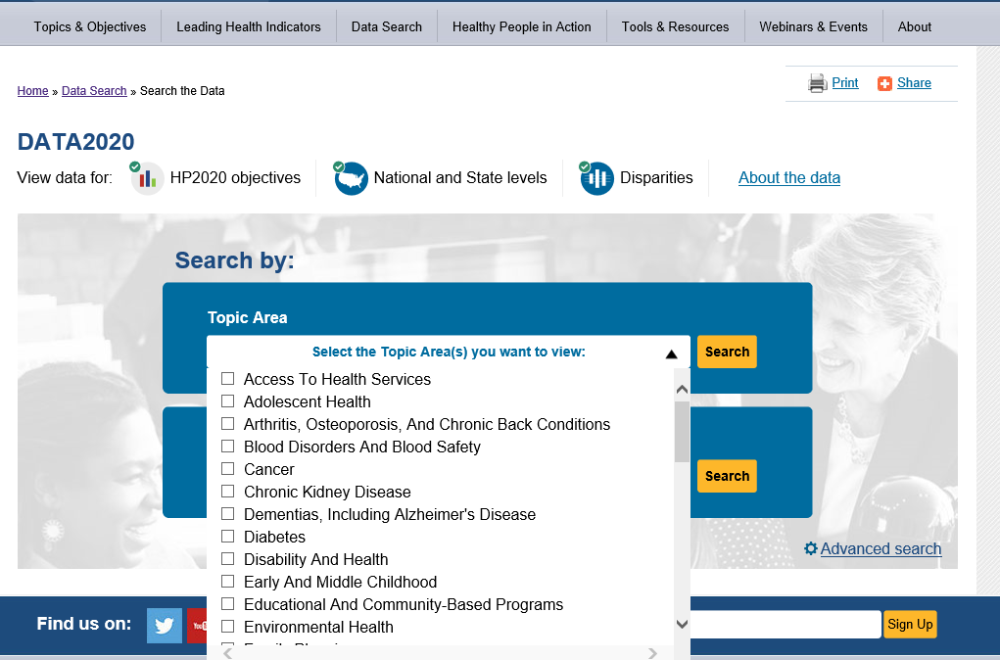 Topics & Objectives Leading Health Indicators Data Search Healthy People in Action Tools & Resources Webinars & Events About
Home » Data Search » Search the Data
Print Share
DATA2020
View data for: HP2020 objectives National and State levels Disparities About the data
Search by:
Topic Area
Select the Topic Area(s) you want to view: Search
Access To Health Services
Adolescent Health
Arthritis, Osteoporosis, And Chronic Back Conditions
Blood Disorders And Blood Safety
Cancer
Search
Chronic Kidney Disease
Dementias, Including Alzheimer's Disease
Diabetes
Advanced search
Disability And Health
Early And Middle Childhood
Educational And Community-Based Programs
Environmental Health
Find us on: Sign Up